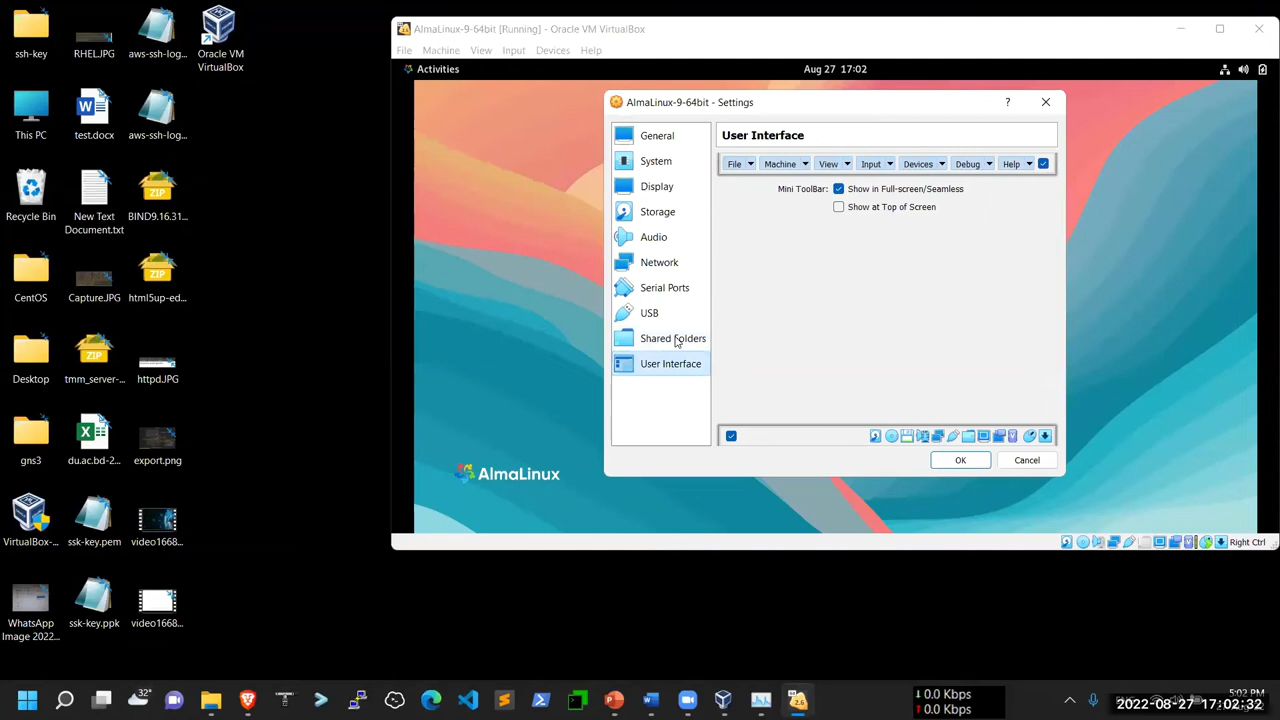 ssh-key
RHEL.JPG
aws-ssh-log...
Oracle VM
VirtualBox
This PC
test.docx
aws-ssh-log...
Recycle Bin
New Text
Document.txt
BIND9.16.31...
CentOS
Capture.JPG
html5up-ed...
Desktop
tmm_server-...
httpd.JPG
gns3
du.ac.bd-2...
export.png
VirtualBox-...
ssk-key.pem
video1668...
WhatsApp
Image 2022...
ssk-key.ppk
video1668...
AlmaLinux-9-64bit [Running] - Oracle VM VirtualBox
File Machine View Input Devices Help
Activities
Aug 27 17:02
AlmaLinux-9-64bit - Settings
?
General
System
Display
Storage
Audio
Network
Serial Ports
USB
Shared Folders
User Interface
User Interface
File Machine View Input Devices Debug Help
Mini ToolBar: Show in Full-screen/Seamless
Show at Top of Screen
OK
Cancel
AlmaLinux
Right Ctrl
32°
2.6
0.0 Kbps
0.0 Kbps
5:02 PM
2022-08-27 17:02:32